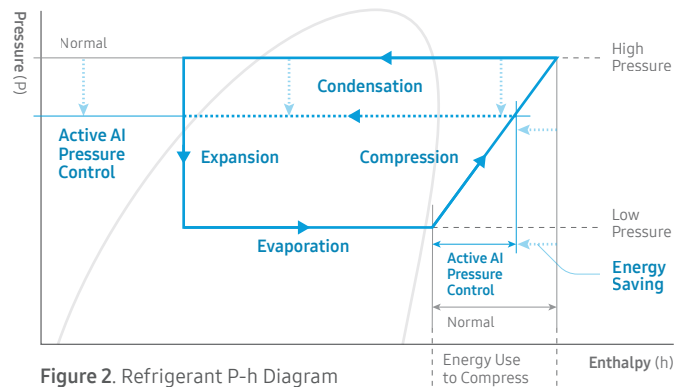 Pressure (P)
Normal
High
Pressure
Condensation
Active AI
Pressure
Control
Expansion
Compression
Low
Pressure
Evaporation
Active AI
Pressure
Control
Energy
Saving
Normal
Energy Use
to Compress
Enthalpy (h)
Figure 2. Refrigerant P-h Diagram